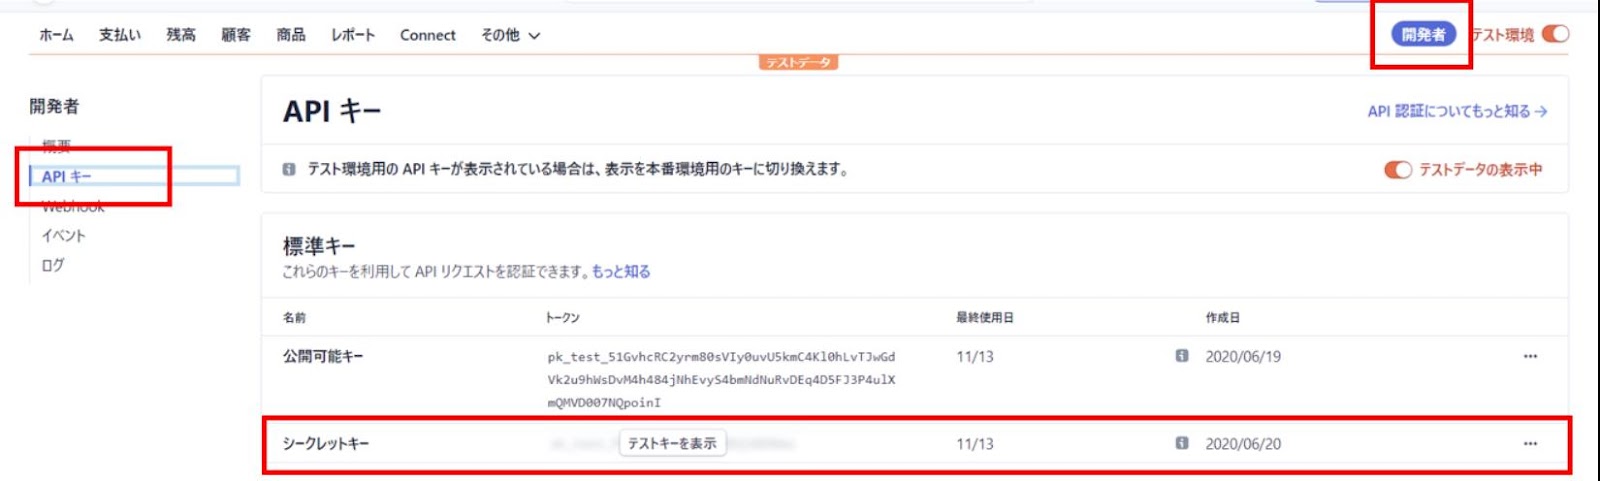 ホーム 支払い 残高 顧客 商品 レポート Connect その他 開発者 テスト環境
テストデータ
開発者
概要
API キー
Webhook
イベント
ログ
API キー
API 認証についてもっと知る →
テスト環境用の API キーが表示されている場合は、表示を本番環境用のキーに切り換えます。
テストデータの表示中
標準キー
これらのキーを利用して API リクエストを認証できます。もっと知る
名前 トークン 最終使用日 作成日
公開可能キー pk_test_51GvhcRC2yrm80sVIy0uvU5kmC4Kl0hLvTJwGd 11/13 2020/06/19
Vk2u9hWsDvM4h484jNhEvyS4bmNdNuRvDEq4D5FJ3P4ulX
mQMVD007NQpoinI
シークレットキー テストキーを表示 11/13 2020/06/20